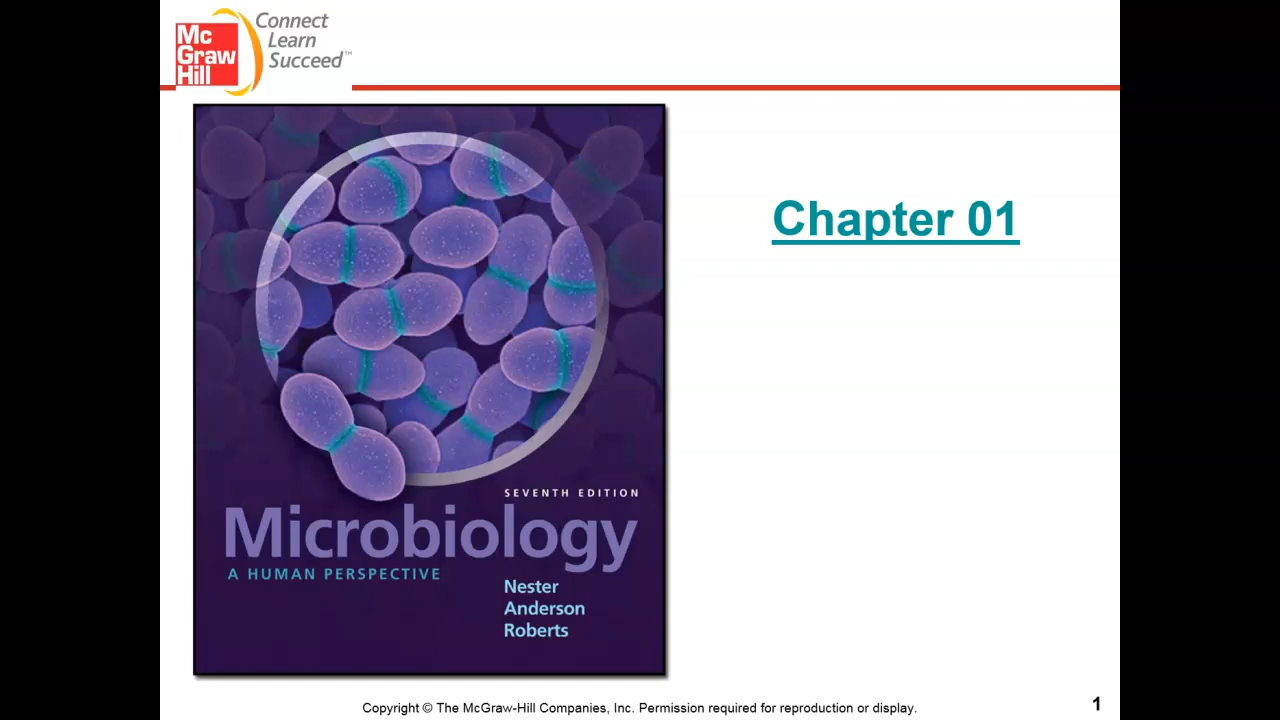 Mc
Graw
Hill
Connect
Learn
Succeed™
Chapter 01
SEVENTH EDITION
Microbiology
A HUMAN PERSPECTIVE
Nester
Anderson
Roberts
Copyright © The McGraw-Hill Companies, Inc. Permission required for reproduction or display.
1